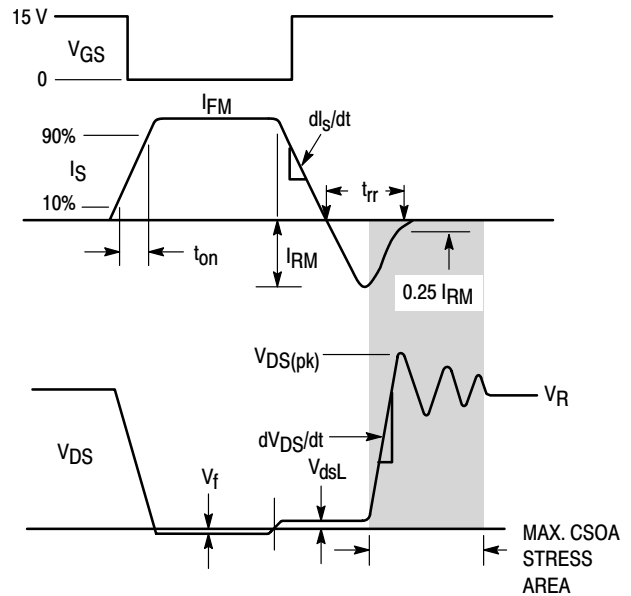 15 V
VGS
0
IFM
90%
dIs/dt
IS
trr
10%
ton
IRM
0.25 IRM
VDS(pk)
VR
dVDS/dt
VDS
Vf
VdsL
MAX. CSOA
STRESS
AREA